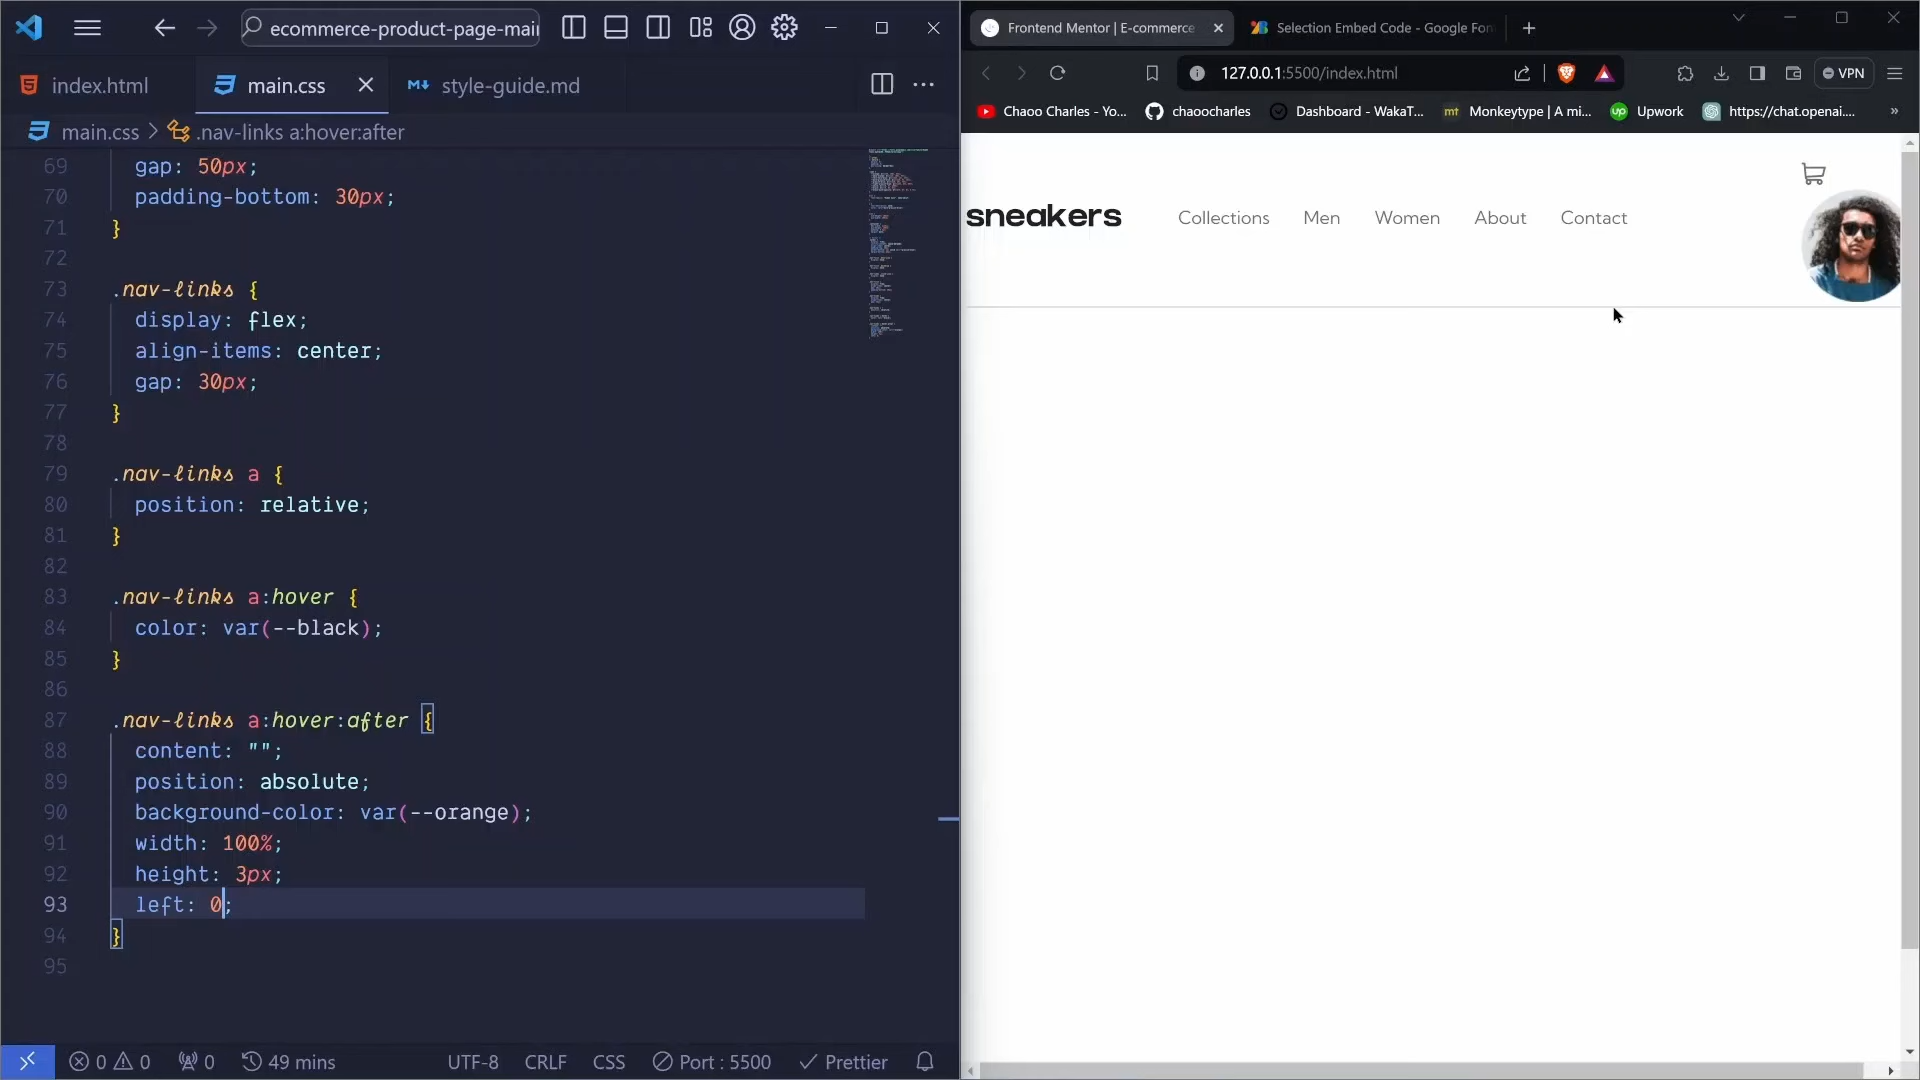 ecommerce-product-page-mai
index.html
main.css
style-guide.md
main.css > .nav-links a:hover:after
69 gap: 50px;
70 padding-bottom: 30px;
71 }
72
73 .nav-links {
74 display: flex;
75 align-items: center;
76 gap: 30px;
77 }
78
79 .nav-links a {
80 position: relative;
81 }
82
83 .nav-links a:hover {
84 color: var(--black);
85 }
86
87 .nav-links a:hover:after {
88 content: "";
89 position: absolute;
90 background-color: var(--orange);
91 width: 100%;
92 height: 3px;
93 left: 0;
94 }
95
0 0 0 49 mins UTF-8 CRLF CSS Port : 5500 Prettier
Frontend Mentor | E-commerce
Selection Embed Code - Google Fon
127.0.0.1:5500/index.html
VPN
Chaoo Charles - Yo...
chaoocharles
Dashboard - WakaT...
mt Monkeytype | A mi...
up Upwork
https://chat.openai....
»
sneakers
Collections Men Women About Contact